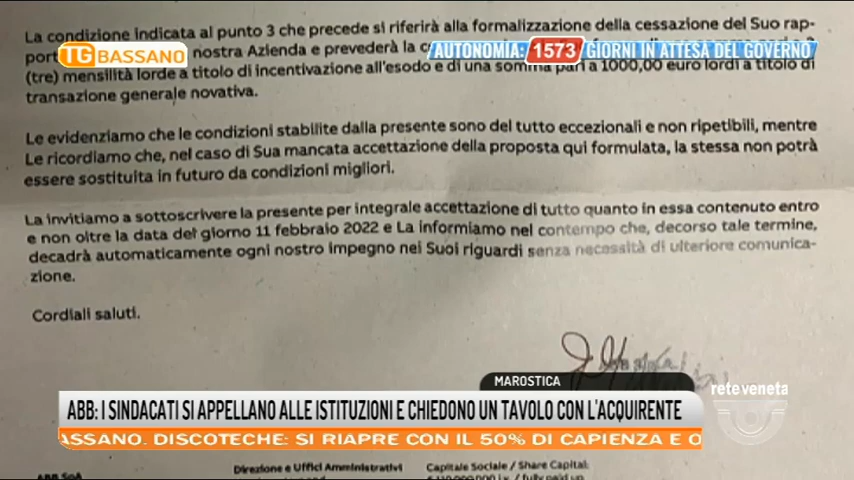 La condizione indicata al punto 3 che precede si riferirà alla formalizzazione della cessazione del Suo rap-
port nostra Azienda e prevederà la
TG BASSANO
AUTONOMIA: 1573 GIORNI IN ATTESA DEL GOVERNO
(tre) mensilità lorde a titolo di incentivazione all'esodo e di una somma pari a 1000,00 euro lordi a titolo di
transazione generale novativa.
Le evidenziamo che le condizioni stabilite dalla presente sono del tutto eccezionali e non ripetibili, mentre
Le ricordiamo che, nel caso di Sua mancata accettazione della proposta qui formulata, la stessa non potrà
essere sostituita in futuro da condizioni migliori.
La invitiamo a sottoscrivere la presente per integrale accettazione di tutto quanto in essa contenuto entro
e non oltre la data del giorno 11 febbraio 2022 e La informiamo nel contempo che, decorso tale termine,
decadrà automaticamente ogni nostro impegno nei Suoi riguardi senza necessità di ulteriore comunica-
zione.
Cordiali saluti.
MAROSTICA
reteveneta
ABB: I SINDACATI SI APPELLANO ALLE ISTITUZIONI E CHIEDONO UN TAVOLO CON L'ACQUIRENTE
ASSANO. DISCOTECHE: SI RIAPRE CON IL 50% DI CAPIENZA E O
ABB SpA Direzione e Uffici Amministrativi Capitale Sociale / Share Capital: